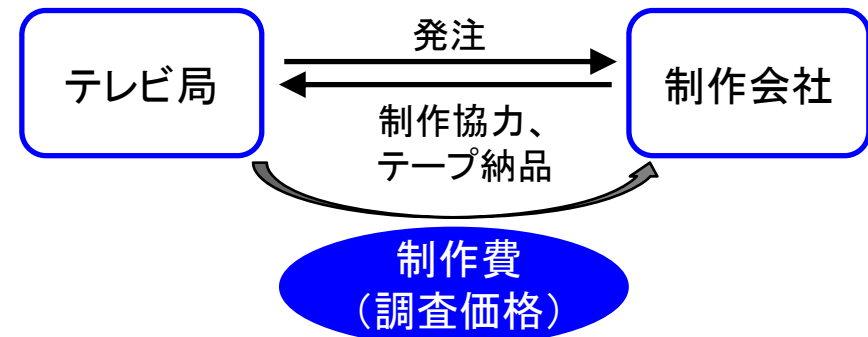 発注
テレビ局
制作会社
制作協力、
テープ納品
制作費
（調査価格）